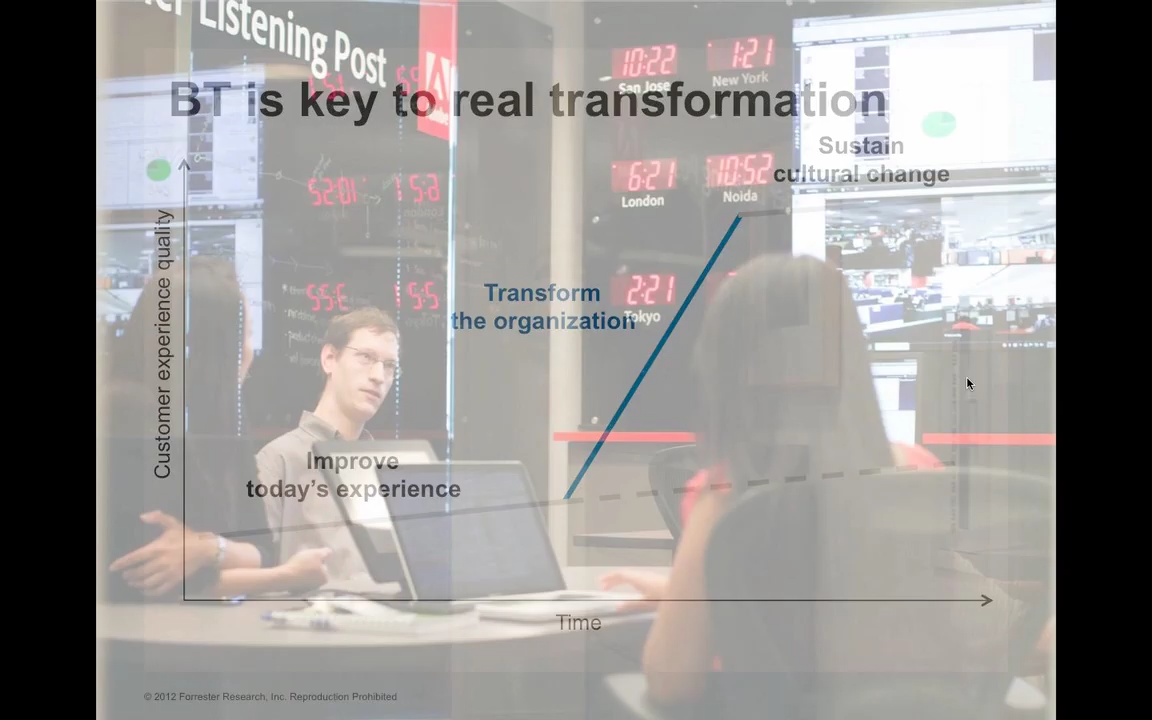 Listening Post
BT is key to real transformation
10:22
San Jose
1:21
New York
6:21
London
10:52
Noida
2:21
Tokyo
Sustain
cultural change
Customer experience quality
Transform
the organization
Improve
today's experience
Time
© 2012 Forrester Research, Inc. Reproduction Prohibited